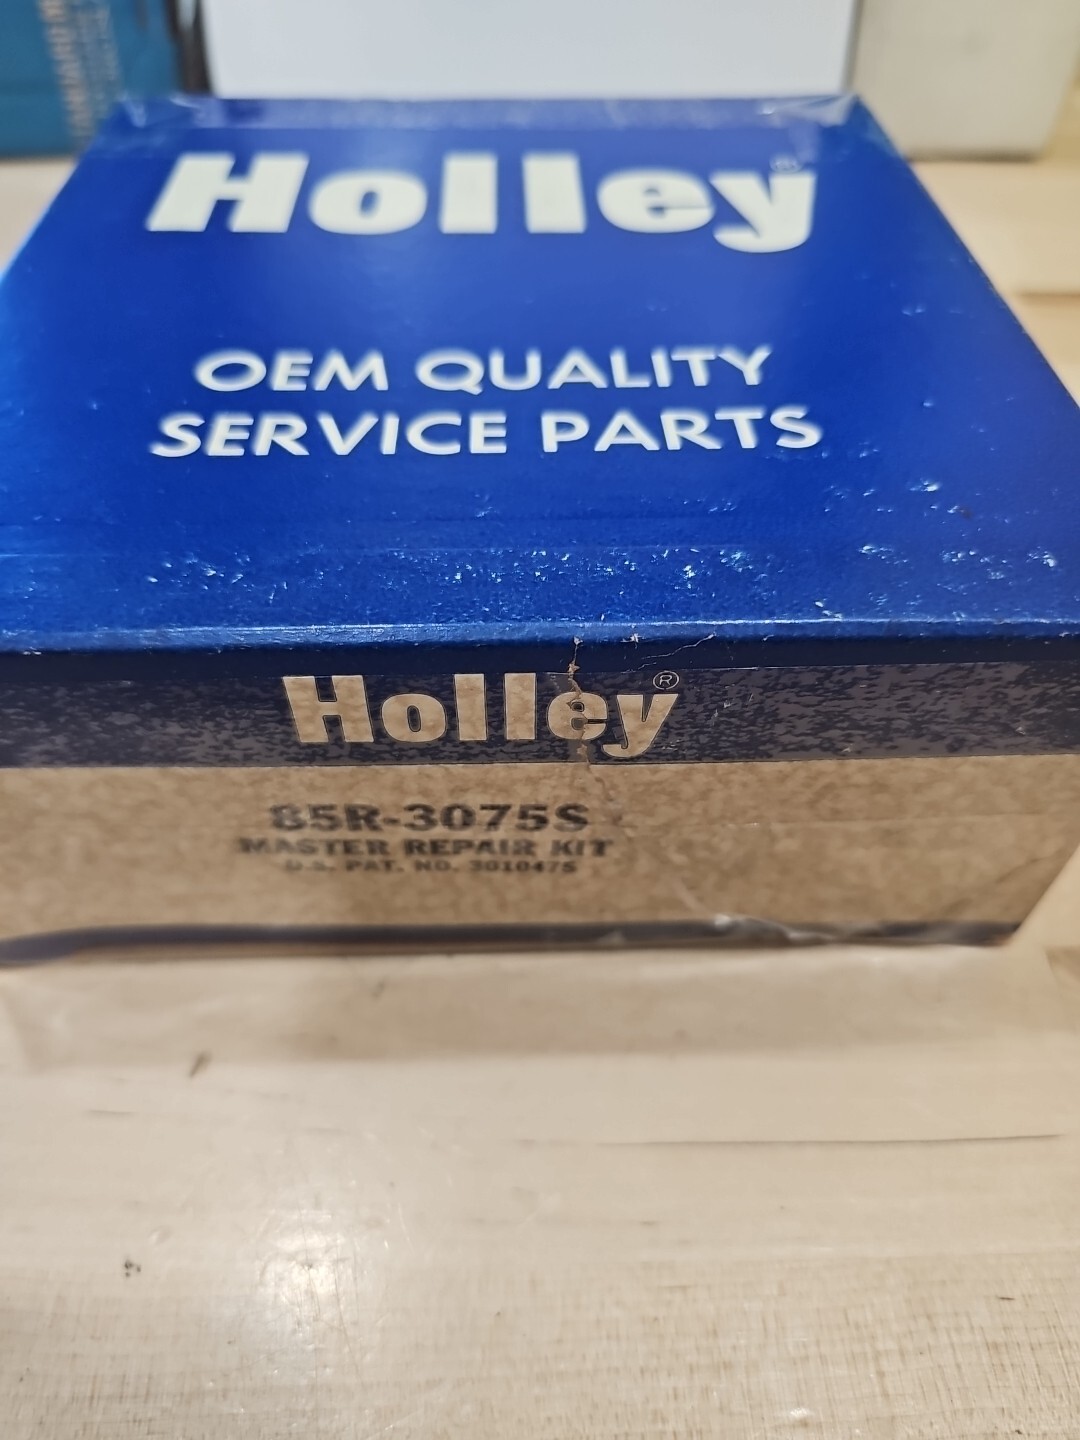 Holley®
OEM QUALITY
SERVICE PARTS
Holley®
85R-3075S
MASTER REPAIR KIT
U.S. PAT. NO. 3010475